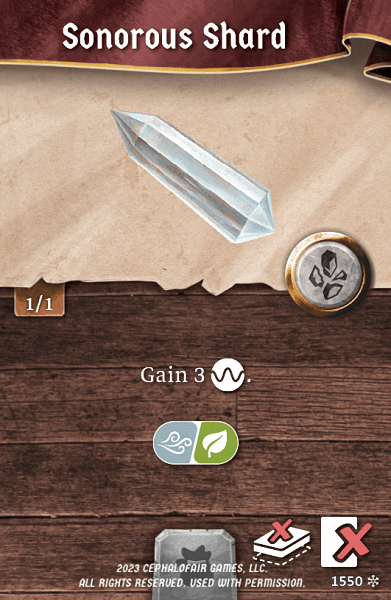 Sonorous Shard
1/1
Gain 3 .
2023 CEPHALOFAIR GAMES, LLC.
ALL RIGHTS RESERVED. USED WITH PERMISSION.
1550